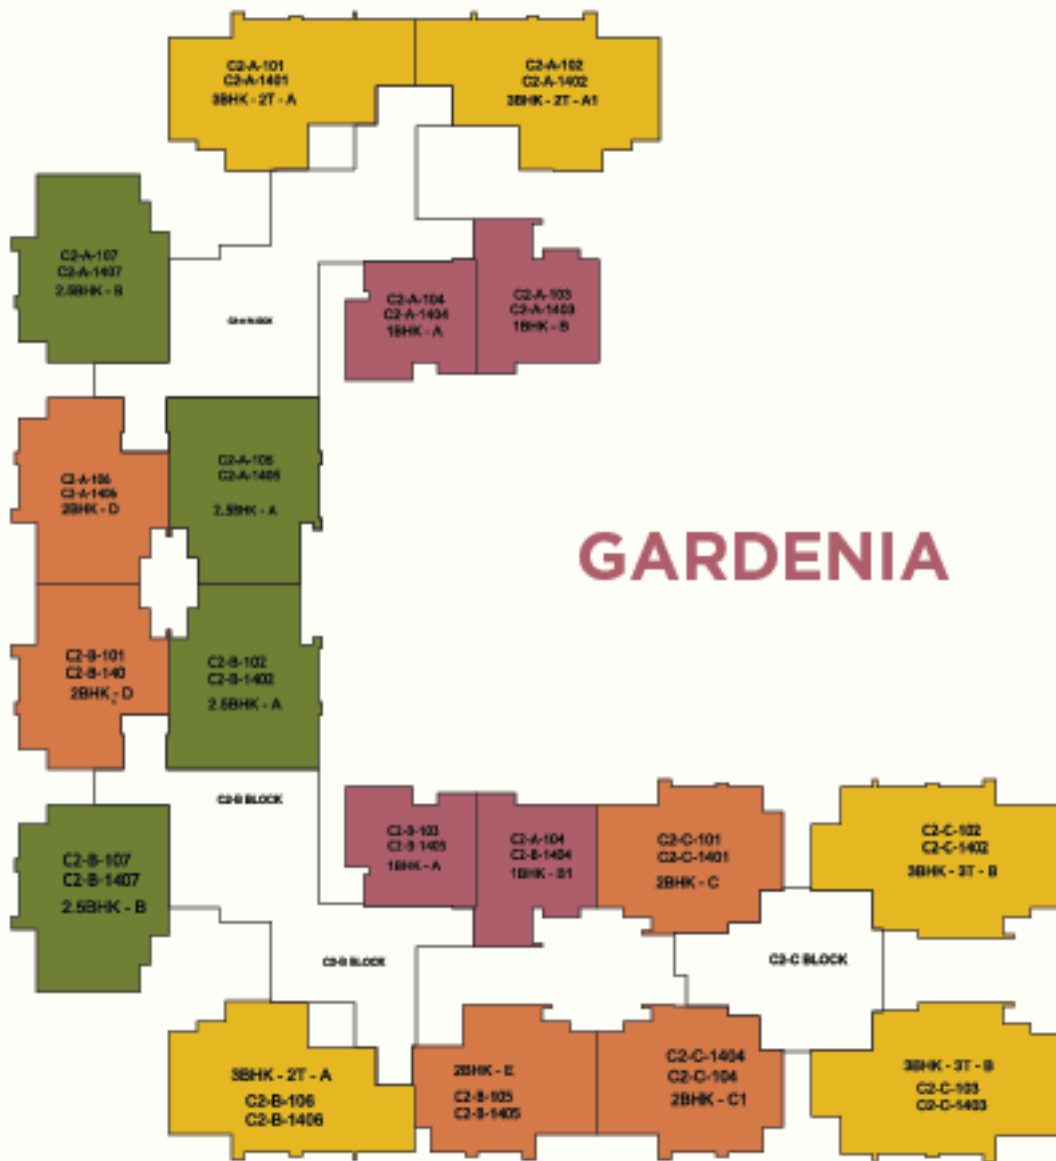 C2-A-101
C2-A-1401
3BHK - 2T - A
C2-A-102
C2-A-1402
3BHK - 2T - A1
C2-A-107
C2-A-1407
2.5BHK - B
C2-A-104
C2-A-1404
1BHK - A
C2-A-103
C2-A-1403
1BHK - B
C2-A-106
C2-A-1406
2BHK - D
C2-A-105
C2-A-1405
2.5BHK - A
GARDENIA
C2-B-101
C2-B-140
2BHK - D
C2-B-102
C2-B-1402
2.5BHK - A
C2-B BLOCK
C2-B-107
C2-B-1407
2.5BHK - B
C2-B-103
C2-B-1403
1BHK - A
C2-A-104
C2-B-1404
1BHK - B1
C2-C-101
C2-C-1401
2BHK - C
C2-C-102
C2-C-1402
3BHK - 3T - B
C2-B BLOCK
C2-C BLOCK
3BHK - 2T - A
C2-B-106
C2-B-1406
2BHK - E
C2-B-105
C2-B-1405
C2-C-1404
C2-C-104
2BHK - C1
3BHK - 3T - B
C2-C-103
C2-C-1403